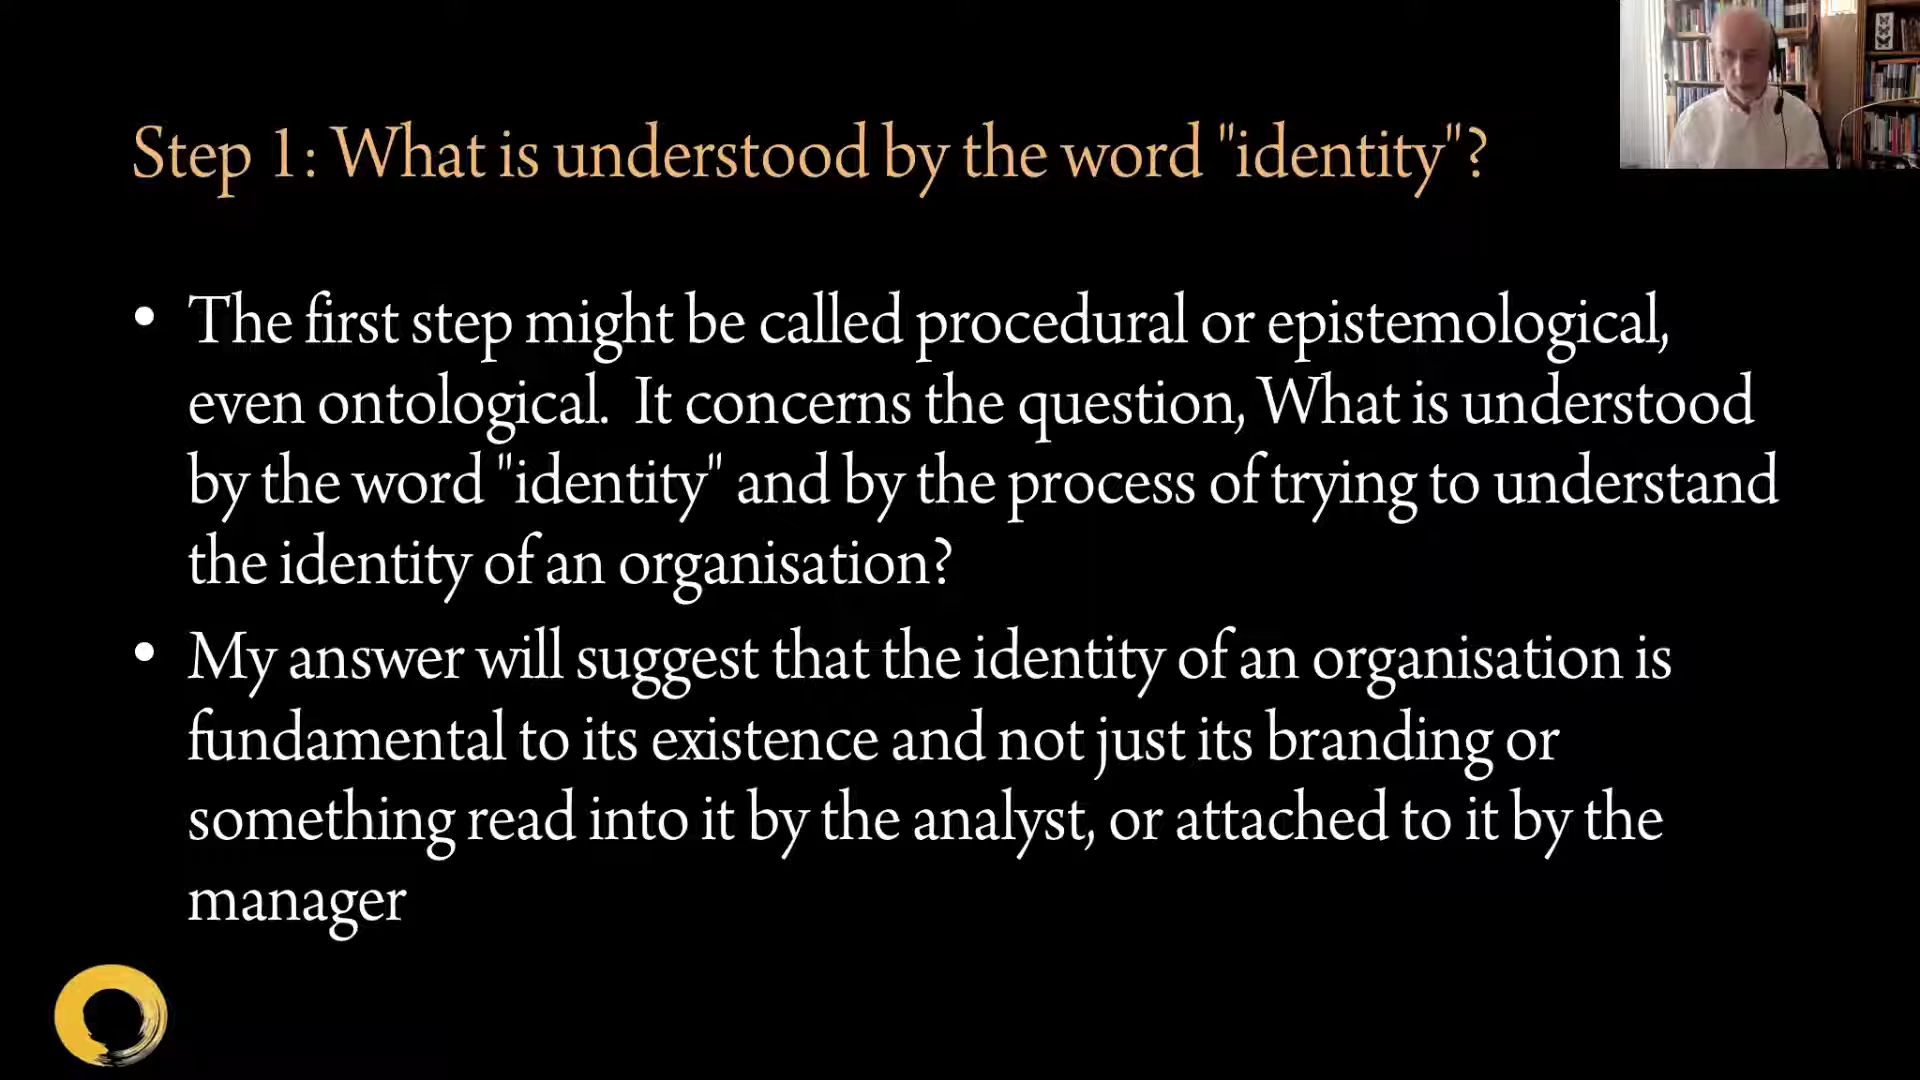 Step 1: What is understood by the word "identity"?
• The first step might be called procedural or epistemological,
even ontological.  It concerns the question, What is understood
by the word "identity" and by the process of trying to understand
the identity of an organisation?
• My answer will suggest that the identity of an organisation is
fundamental to its existence and not just its branding or
something read into it by the analyst, or attached to it by the
manager